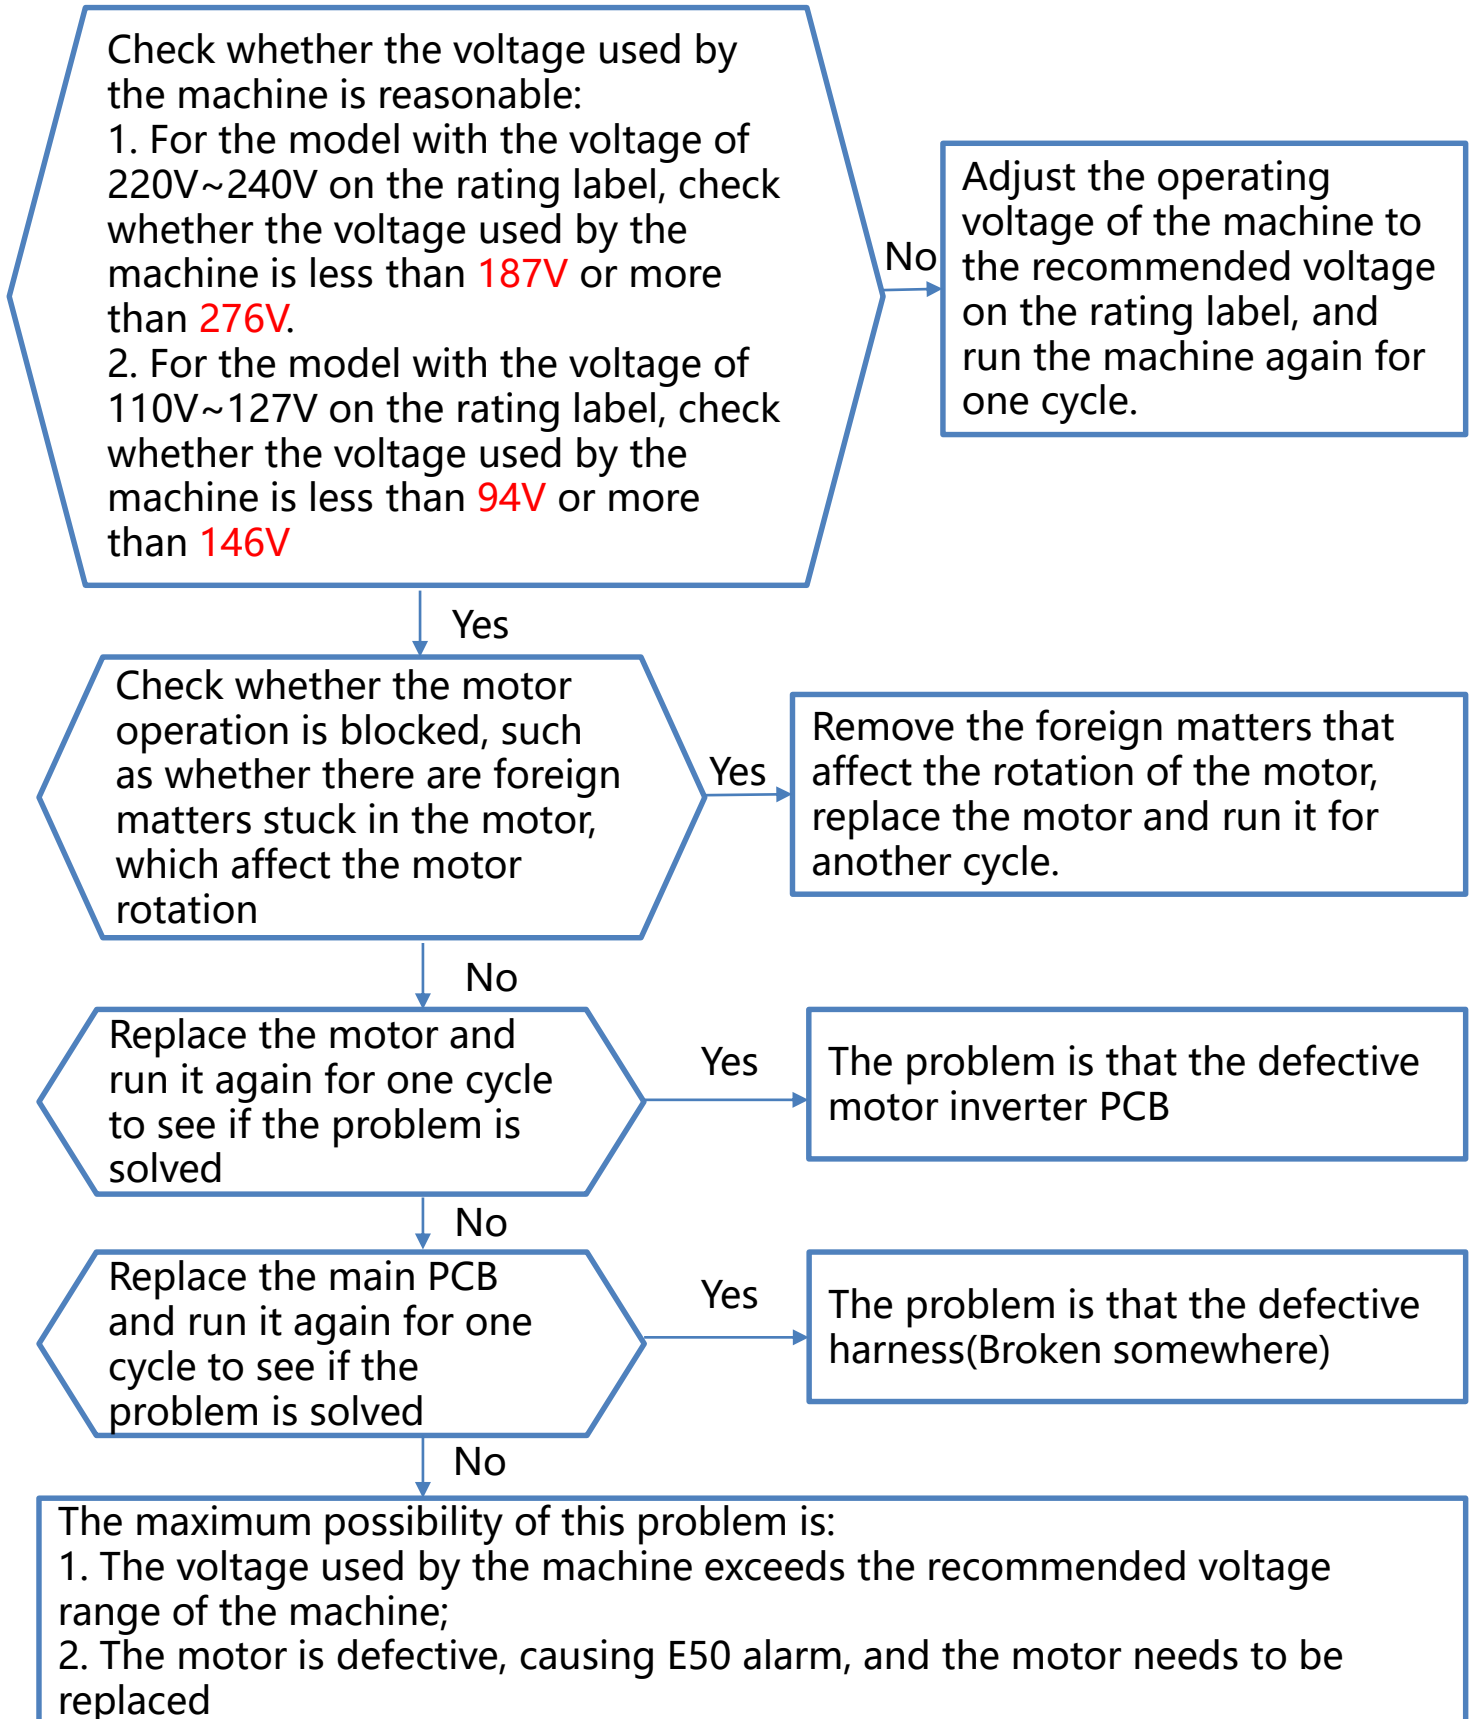 Check whether the voltage used by
the machine is reasonable:
1. For the model with the voltage of
220V~240V on the rating label, check
whether the voltage used by the
machine is less than 187V or more
than 276V.
2. For the model with the voltage of
110V~127V on the rating label, check
whether the voltage used by the
machine is less than 94V or more
than 146V
No
Adjust the operating
voltage of the machine to
the recommended voltage
on the rating label, and
run the machine again for
one cycle.
Yes
Check whether the motor
operation is blocked, such
as whether there are foreign
matters stuck in the motor,
which affect the motor
rotation
Yes
Remove the foreign matters that
affect the rotation of the motor,
replace the motor and run it for
another cycle.
No
Replace the motor and
run it again for one cycle
to see if the problem is
solved
Yes
The problem is that the defective
motor inverter PCB
No
Replace the main PCB
and run it again for one
cycle to see if the
problem is solved
Yes
The problem is that the defective
harness(Broken somewhere)
No
The maximum possibility of this problem is:
1. The voltage used by the machine exceeds the recommended voltage
range of the machine;
2. The motor is defective, causing E50 alarm, and the motor needs to be
replaced